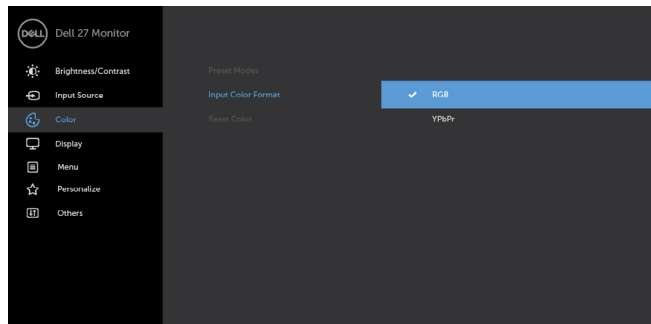 DELL Dell 27 Monitor
Brightness/Contrast
Preset Modes
Input Source
Input Color Format
✓ RGB
Color
Reset Color
YPbPr
Display
Menu
Personalize
Others